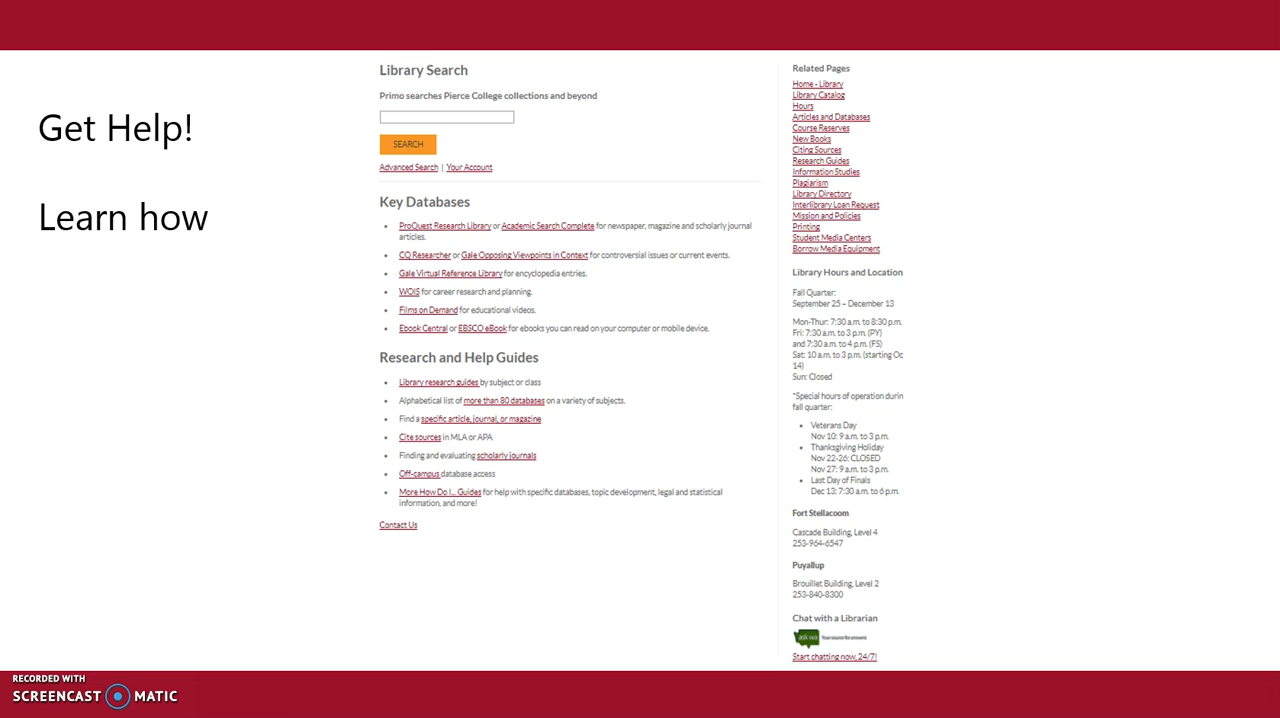 Get Help!
Learn how
Library Search
Primo searches Pierce College collections and beyond
SEARCH
Advanced Search | Your Account
Key Databases
• ProQuest Research Library or Academic Search Complete for newspaper, magazine and scholarly journal
articles.
• CQ Researcher or Gale Opposing Viewpoints in Context for controversial issues or current events.
• Gale Virtual Reference Library for encyclopedia entries.
• WOIS for career research and planning.
• Films on Demand for educational videos.
• Ebook Central or EBSCO eBook for ebooks you can read on your computer or mobile device.
Research and Help Guides
• Library research guides by subject or class
• Alphabetical list of more than 80 databases on a variety of subjects.
• Find a specific article, journal, or magazine
• Cite sources in MLA or APA
• Finding and evaluating scholarly journals
• Off-campus database access
• More How Do I... Guides for help with specific databases, topic development, legal and statistical
information, and more!
Contact Us
Related Pages
Home - Library
Library Catalog
Hours
Articles and Databases
Course Reserves
New Books
Citing Sources
Research Guides
Information Studies
Plagiarism
Library Directory
Interlibrary Loan Request
Mission and Policies
Printing
Student Media Centers
Borrow Media Equipment
Library Hours and Location
Fall Quarter:
September 25 – December 13
Mon-Thur: 7:30 a.m. to 8:30 p.m.
Fri: 7:30 a.m. to 3 p.m. (PY)
and 7:30 a.m. to 4 p.m. (FS)
Sat: 10 a.m. to 3 p.m. (starting Oc
14)
Sun: Closed
*Special hours of operation durin
fall quarter:
• Veterans Day
Nov 10: 9 a.m. to 3 p.m.
• Thanksgiving Holiday
Nov 22-26: CLOSED
Nov 27: 9 a.m. to 3 p.m.
• Last Day of Finals
Dec 13: 7:30 a.m. to 6 p.m.
Fort Steilacoom
Cascade Building, Level 4
253-964-6547
Puyallup
Brouillet Building, Level 2
253-840-8300
Chat with a Librarian
ask wa
Start chatting now, 24/7!
RECORDED WITH
SCREENCAST MATIC